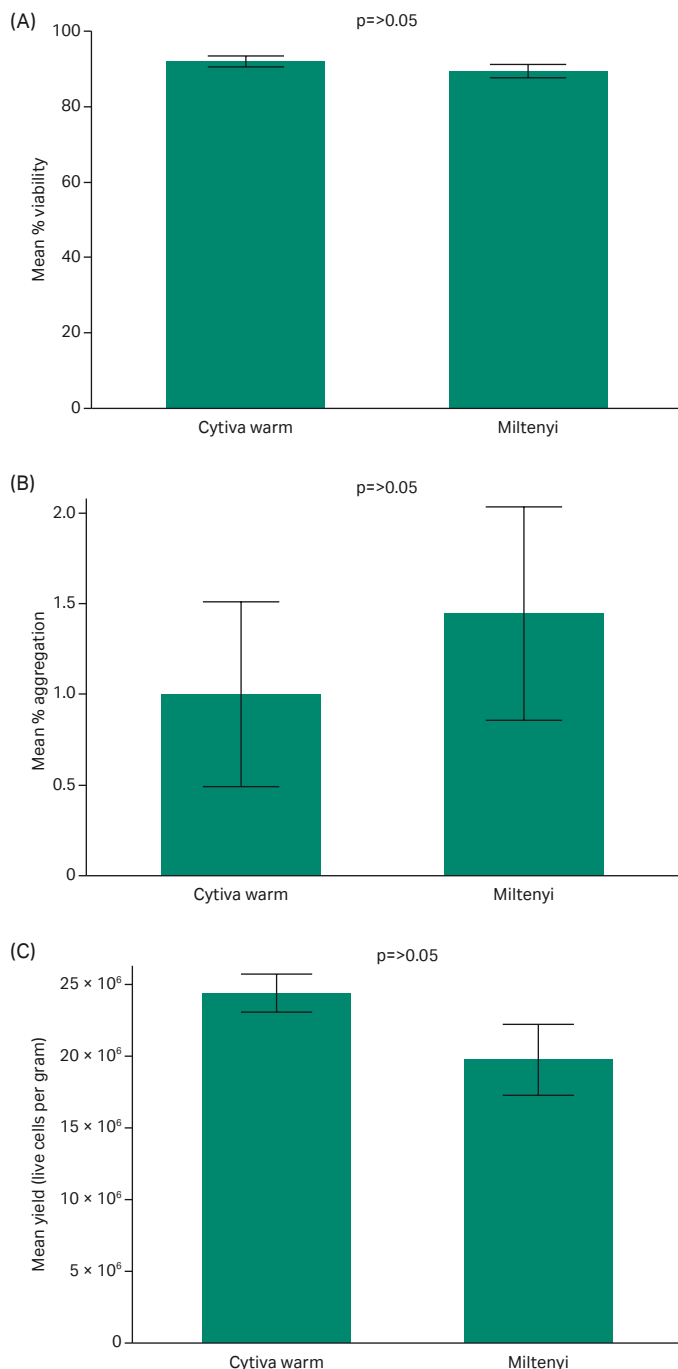 (A)
p=>0.05
100
80
60
40
20
0
Mean % viability
Cytiva warm
Miltenyi
(B)
p=>0.05
2.0
1.5
1.0
0.5
0
Mean % aggregation
Cytiva warm
Miltenyi
(C)
p=>0.05
25 × 10⁶
20 × 10⁶
15 × 10⁶
10 × 10⁶
5 × 10⁶
0
Mean yield (live cells per gram)
Cytiva warm
Miltenyi